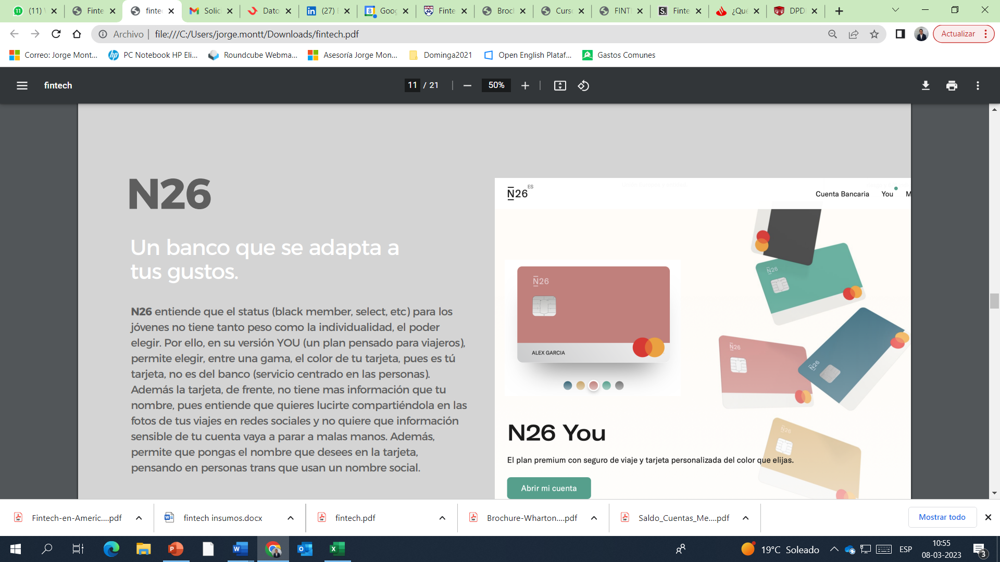 (11)
Finte
finte
Solic
Dato
(27)
Goog
Finte
Brocl
Curs
FINT
Finte
¿Qué
DPD
Archivo
file:///C:/Users/jorge.montt/Downloads/fintech.pdf
Actualizar
Correo: Jorge Mont...
PC Notebook HP Eli...
Roundcube Webma...
Asesoría Jorge Mon...
Dominga2021
Open English Plataf...
Gastos Comunes
fintech
11 / 21
50%
N26
Un banco que se adapta a
tus gustos.
N26 entiende que el status (black member, select, etc) para los
jóvenes no tiene tanto peso como la individualidad, el poder
elegir. Por ello, en su versión YOU (un plan pensado para viajeros),
permite elegir, entre una gama, el color de tu tarjeta, pues es tú
tarjeta, no es del banco (servicio centrado en las personas).
Además la tarjeta, de frente, no tiene mas información que tu
nombre, pues entiende que quieres lucirte compartiéndola en las
fotos de tus viajes en redes sociales y no quiere que información
sensible de tu cuenta vaya a parar a malas manos. Además,
permite que pongas el nombre que desees en la tarjeta,
pensando en personas trans que usan un nombre social.
N26 ES
Cuenta Bancaria
You
M
N26
ALEX GARCIA
N26
N26
N26
N26
N26 You
El plan premium con seguro de viaje y tarjeta personalizada del color que elijas.
Abrir mi cuenta
Fintech-en-Americ....pdf
fintech insumos.docx
fintech.pdf
Brochure-Wharton....pdf
Saldo_Cuentas_Me....pdf
Mostrar todo
19°C Soleado
ESP
10:55
08-03-2023
3